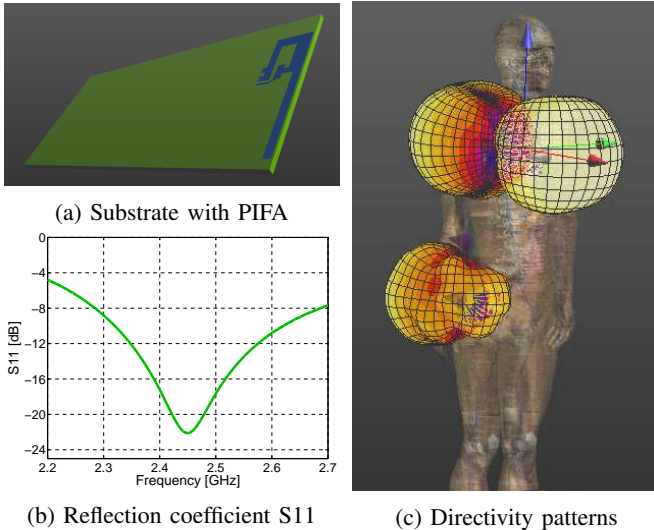 (a) Substrate with PIFA
0
−4
−8
−12
−16
−20
−24
S11 [dB]
2.2
2.3
2.4
2.5
2.6
2.7
Frequency [GHz]
(b) Reflection coefficient S11
(c) Directivity patterns